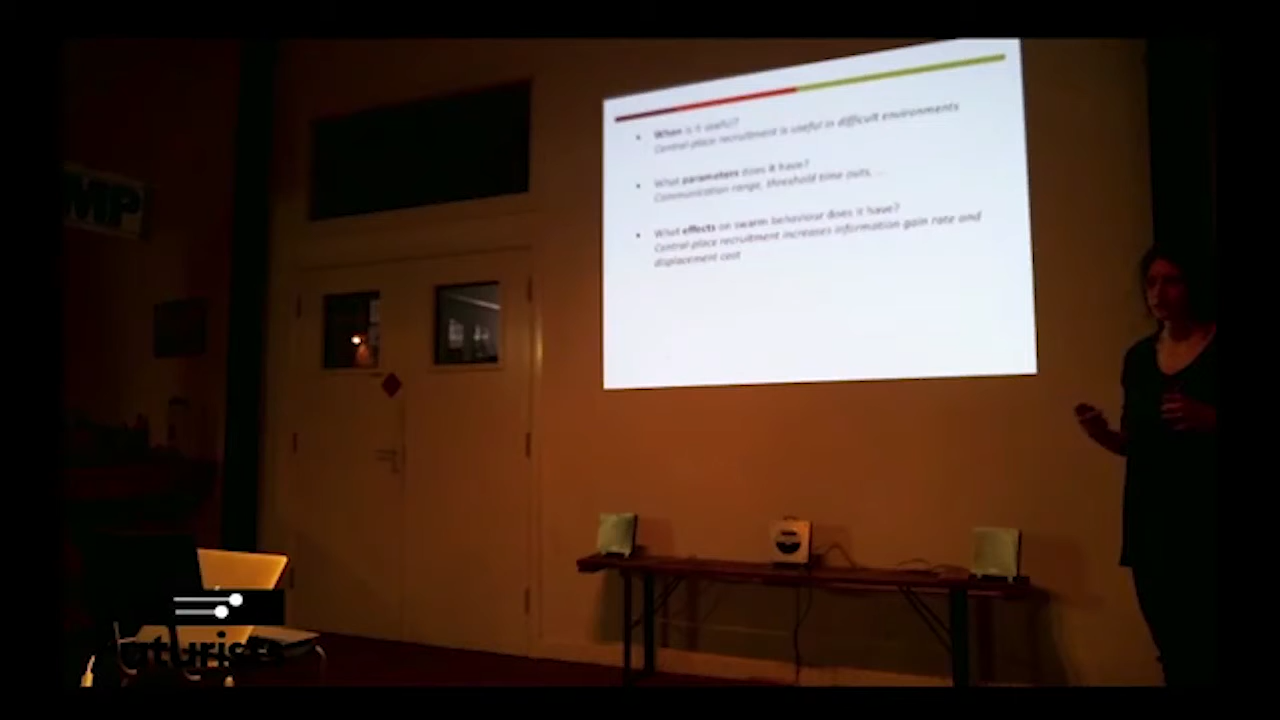 MP
When is it useful?
Central-place recruitment is useful in difficult environments
What parameters does it have?
Communication range, threshold time outs, ...
What effects on swarm behaviour does it have?
Central-place recruitment increases information gain rate and
displacement cost
uturists